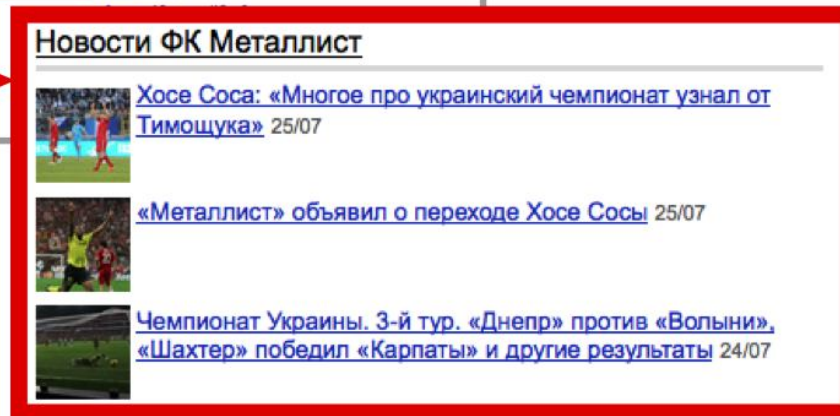 Новости ФК Металлист
Хосе Соса: «Многое про украинский чемпионат узнал от
Тимощука» 25/07
«Металлист» объявил о переходе Хосе Сосы 25/07
Чемпионат Украины. 3-й тур. «Днепр» против «Волыни»,
«Шахтер» победил «Карпаты» и другие результаты 24/07